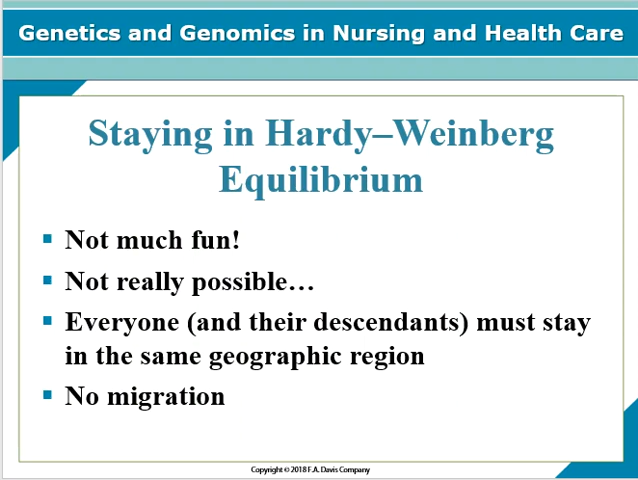 Genetics and Genomics in Nursing and Health Care
Staying in Hardy–Weinberg
Equilibrium
Not much fun!
Not really possible…
Everyone (and their descendants) must stay
in the same geographic region
No migration
Copyright © 2018 F.A. Davis Company